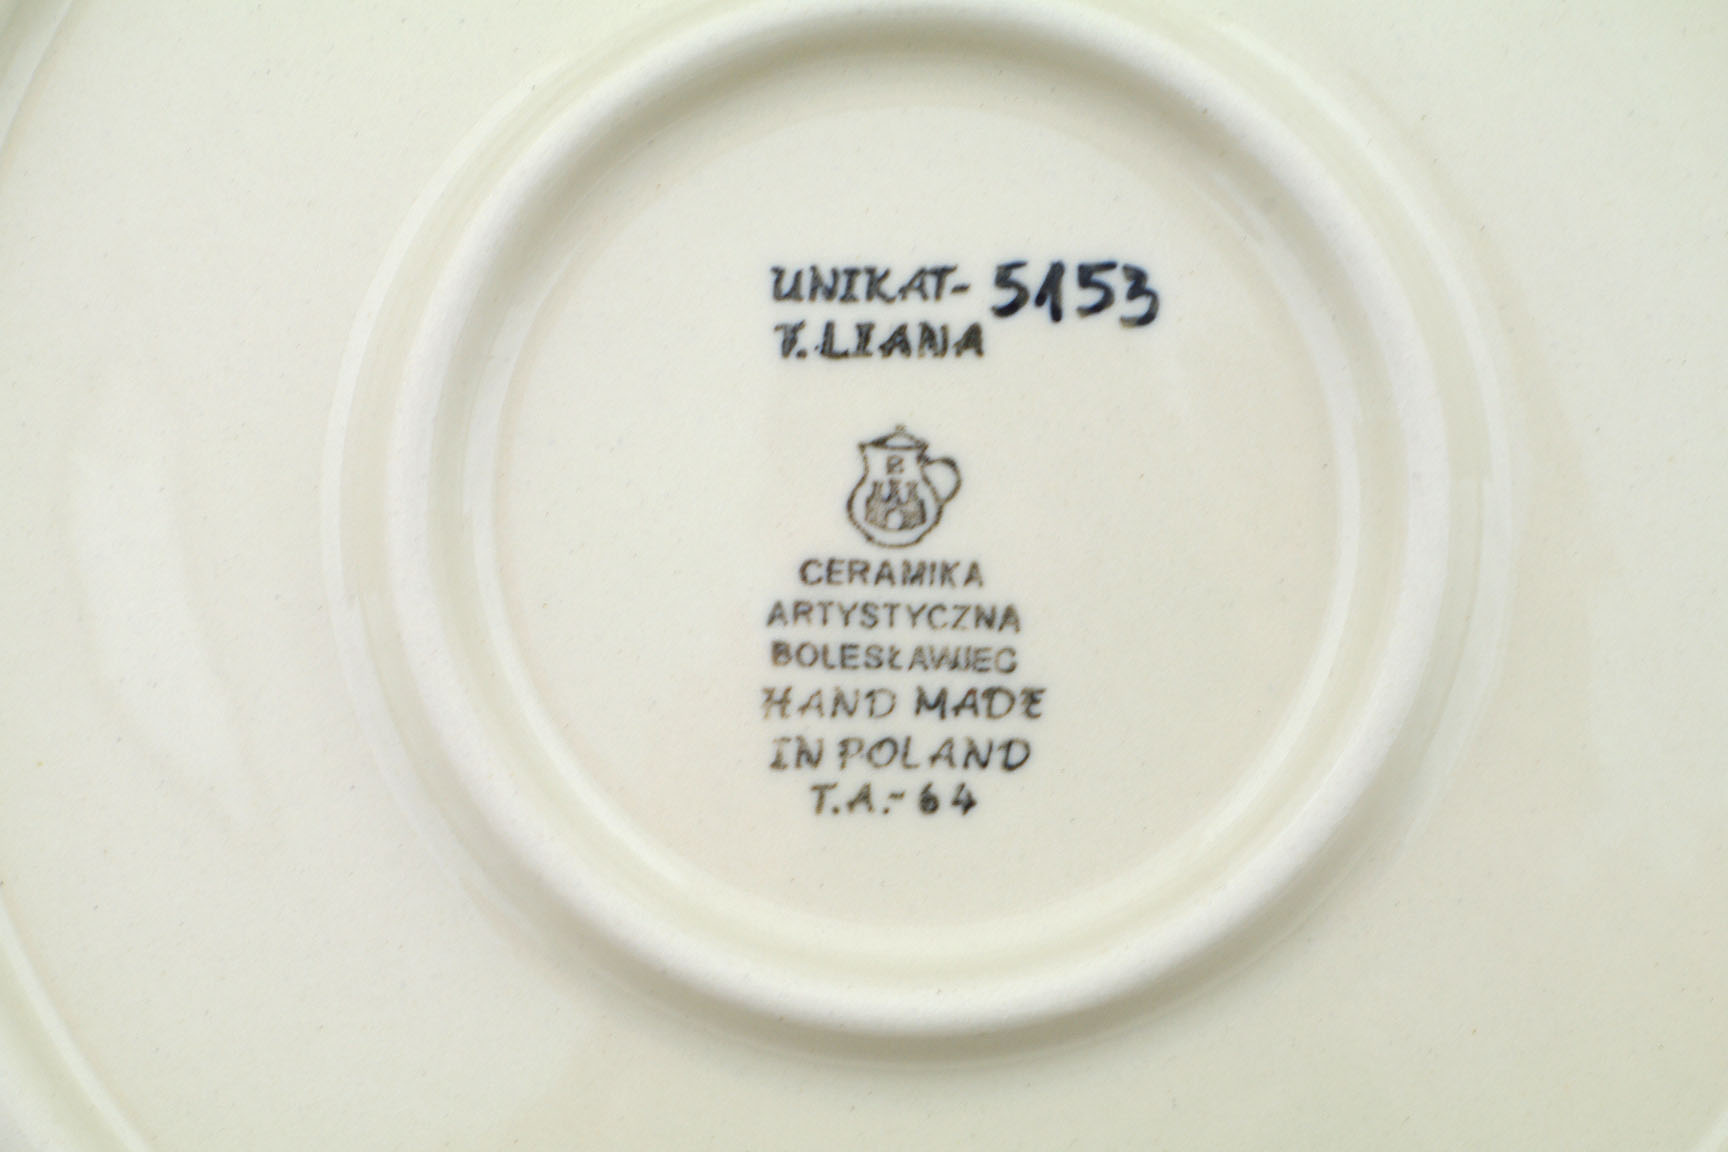 UNIKAT- 5153
T. LIANA
B
CERAMIKA
ARTYSTYCZNA
BOLESŁAWIEC
HAND MADE
IN POLAND
T.A.- 64